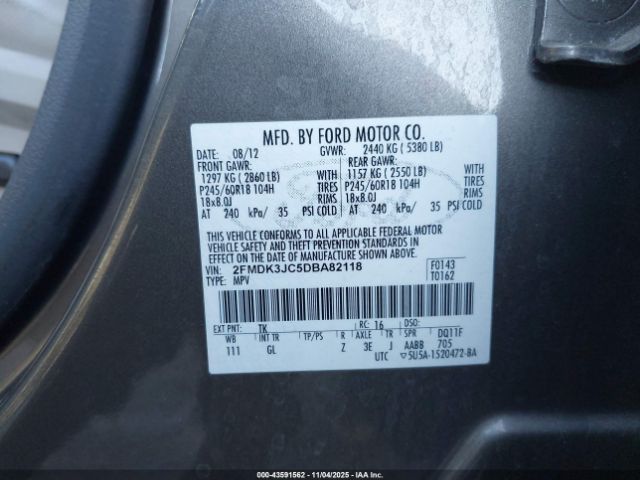 MFD. BY FORD MOTOR CO.
DATE: 08/12 GVWR: 2440 KG ( 5380 LB)
FRONT GAWR: REAR GAWR:
1297 KG ( 2860 LB) WITH 1157 KG ( 2550 LB) WITH
P245/60R18 104H TIRES P245/60R18 104H TIRES
18x8.0J RIMS 18x8.0J RIMS
AT 240 kPa/ 35 PSI COLD AT 240 kPa/ 35 PSI COLD
THIS VEHICLE CONFORMS TO ALL APPLICABLE FEDERAL MOTOR
VEHICLE SAFETY AND THEFT PREVENTION STANDARDS IN
EFFECT ON THE DATE OF MANUFACTURE SHOWN ABOVE.
VIN: 2FMDK3JC5DBA82118 F0143
TYPE: MPV T0162
EXT PNT: TK RC: 16 DSO:
WB INT TR TP/PS R AXLE TR SPR DQ11F
111 GL Z 3E J AABB 705
UTC 5U5A-1520472-BA
000-43591562 - 11/04/2025 - IAA Inc.